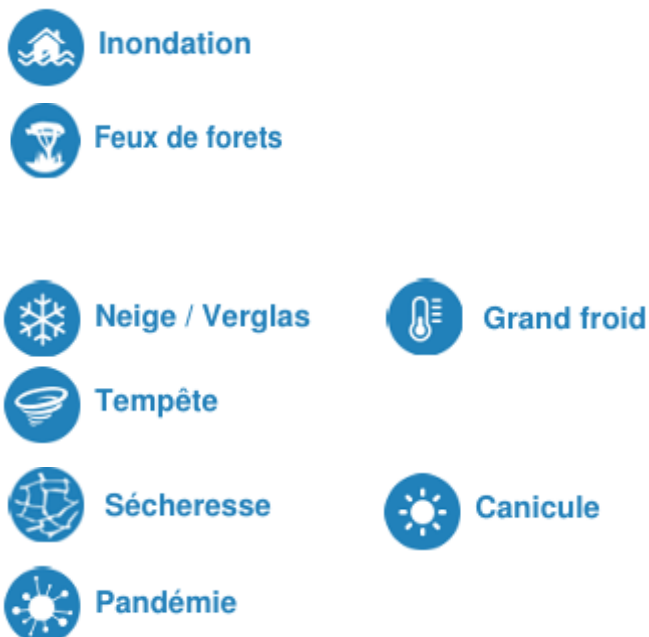 Inondation
Feux de forets
Neige / Verglas
Grand froid
Tempête
Sécheresse
Canicule
Pandémie